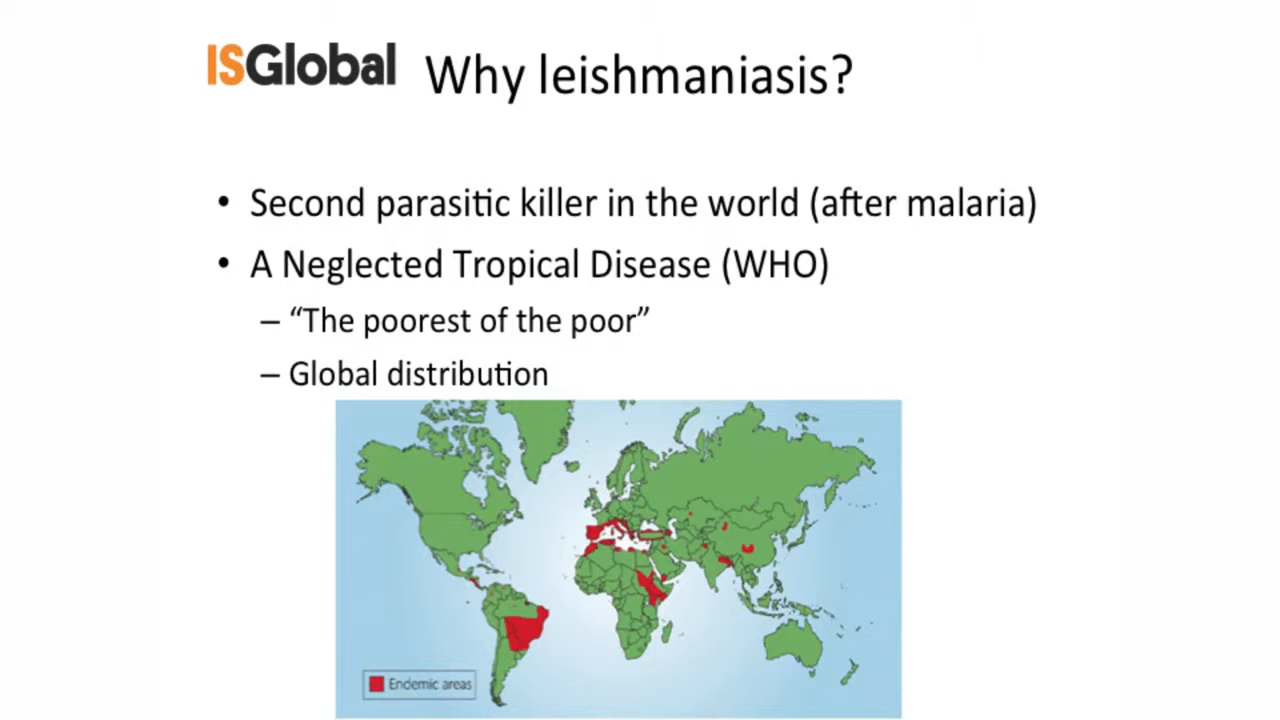 ISGlobal Why leishmaniasis?
• Second parasitic killer in the world (after malaria)
• A Neglected Tropical Disease (WHO)
– “The poorest of the poor”
– Global distribution
Endemic areas